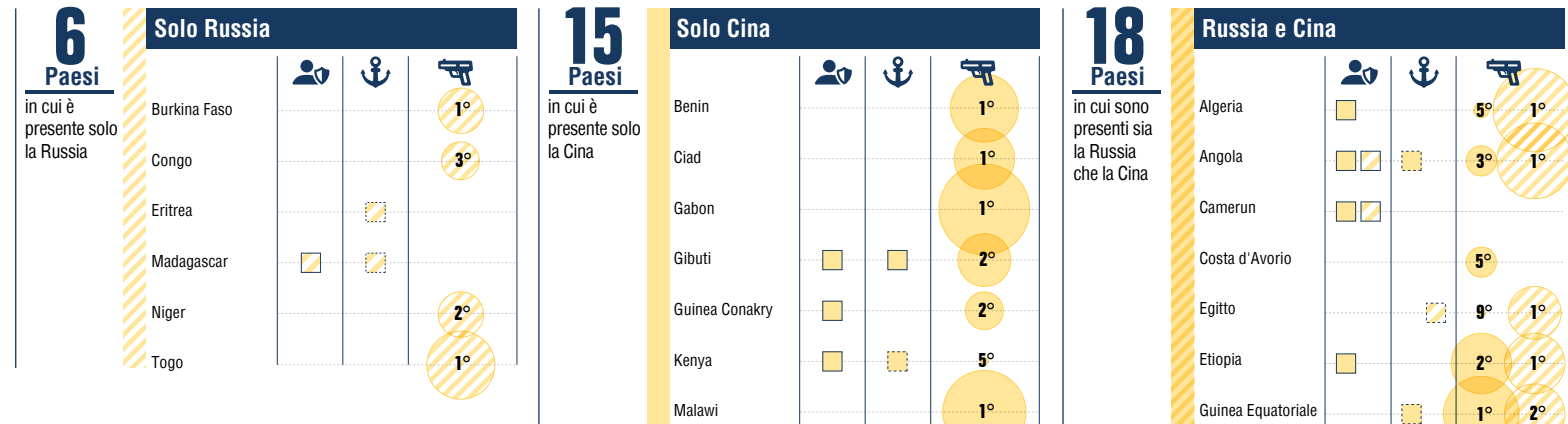 6
Paesi
in cui è
presente solo
la Russia
Solo Russia
Burkina Faso 1°
Congo 3°
Eritrea
Madagascar
Niger 2°
Togo 1°
15
Paesi
in cui è
presente solo
la Cina
Solo Cina
Benin 1°
Ciad 1°
Gabon 1°
Gibuti 2°
Guinea Conakry 2°
Kenya 5°
Malawi 1°
18
Paesi
in cui sono
presenti sia
la Russia
che la Cina
Russia e Cina
Algeria 5° 1°
Angola 3° 1°
Camerun
Costa d'Avorio 5°
Egitto 9° 1°
Etiopia 2° 1°
Guinea Equatoriale 1° 2°